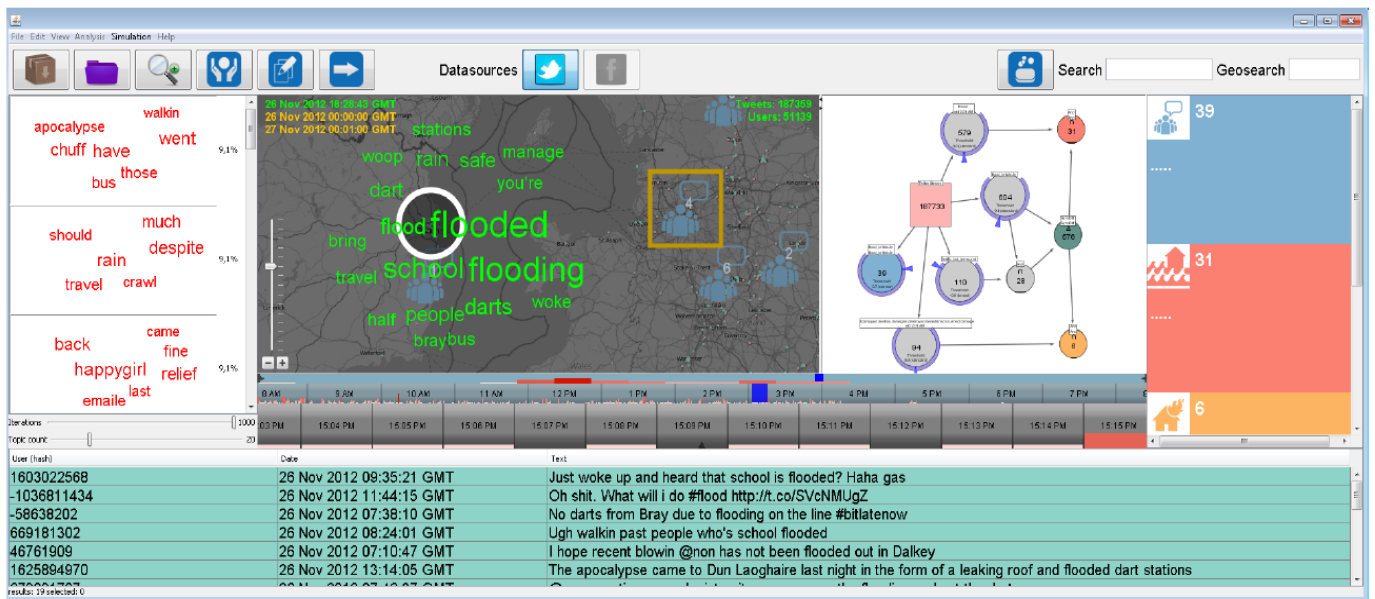 File Edit View Analysis Simulation Help
Datasources
Search
Geosearch
walkin
apocalypse
went
chuff have
those
bus
9,1%
much
should
despite
rain
travel crawl
9,1%
came
back
fine
happygirl relief
last
emaile
9,1%
Iterations 1000
Topic count 20
26 Nov 2012 18:28:43 GMT
26 Nov 2012 00:00:00 GMT
27 Nov 2012 00:01:00 GMT
Tweets: 187359
Users: 51139
stations
woop rain safe manage
you're
dart
flood flooded
bring
travel school flooding
darts woke
half people
bray bus
4
6
2
Wales
8 AM 9 AM 10 AM 11 AM 12 PM 1 PM 2 PM 3 PM 4 PM 5 PM 6 PM 7 PM
:03 PM 15:04 PM 15:05 PM 15:06 PM 15:07 PM 15:08 PM 15:09 PM 15:10 PM 15:11 PM 15:12 PM 15:13 PM 15:14 PM 15:15 PM
579
31
187733
684
670
39
110
28
94
8
39
.....
31
.....
6
User (hash) Date Text
1603022568 26 Nov 2012 09:35:21 GMT Just woke up and heard that school is flooded? Haha gas
-1036811434 26 Nov 2012 11:44:15 GMT Oh shit. What will i do #flood http://t.co/SVcNMUgZ
-58638202 26 Nov 2012 07:38:10 GMT No darts from Bray due to flooding on the line #bitlatenow
669181302 26 Nov 2012 08:24:01 GMT Ugh walkin past people who's school flooded
46761909 26 Nov 2012 07:10:47 GMT I hope recent blowin @non has not been flooded out in Dalkey
1625894970 26 Nov 2012 13:14:05 GMT The apocalypse came to Dun Laoghaire last night in the form of a leaking roof and flooded dart stations
results: 19 selected: 0